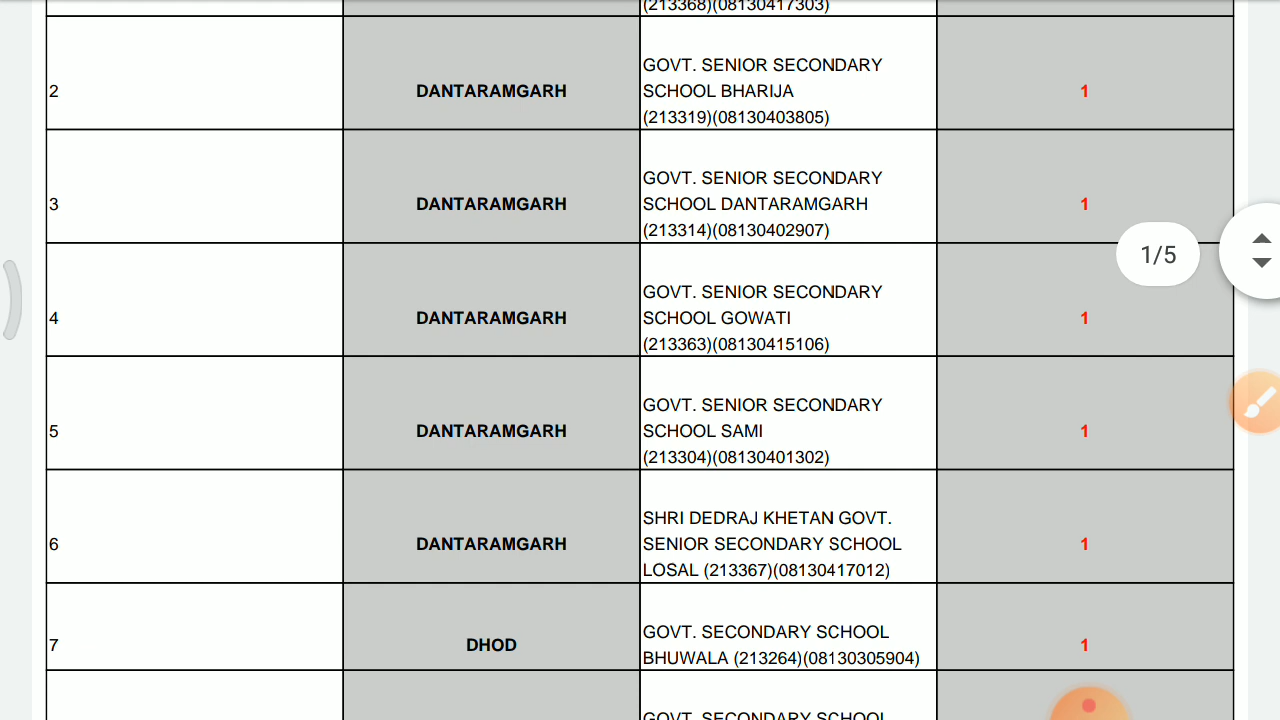 (213368)(08130417303)
2
DANTARAMGARH
GOVT. SENIOR SECONDARY
SCHOOL BHARIJA
(213319)(08130403805)
1
3
DANTARAMGARH
GOVT. SENIOR SECONDARY
SCHOOL DANTARAMGARH
(213314)(08130402907)
1
1/5
4
DANTARAMGARH
GOVT. SENIOR SECONDARY
SCHOOL GOWATI
(213363)(08130415106)
1
5
DANTARAMGARH
GOVT. SENIOR SECONDARY
SCHOOL SAMI
(213304)(08130401302)
1
6
DANTARAMGARH
SHRI DEDRAJ KHETAN GOVT.
SENIOR SECONDARY SCHOOL
LOSAL (213367)(08130417012)
1
7
DHOD
GOVT. SECONDARY SCHOOL
BHUWALA (213264)(08130305904)
1
GOVT. SECONDARY SCHOOL